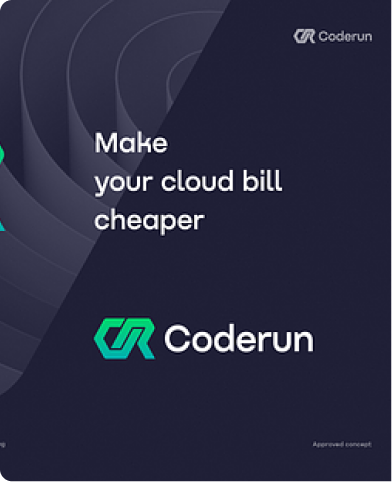 Coderun
Make
your cloud bill
cheaper
Coderun
Approved concept